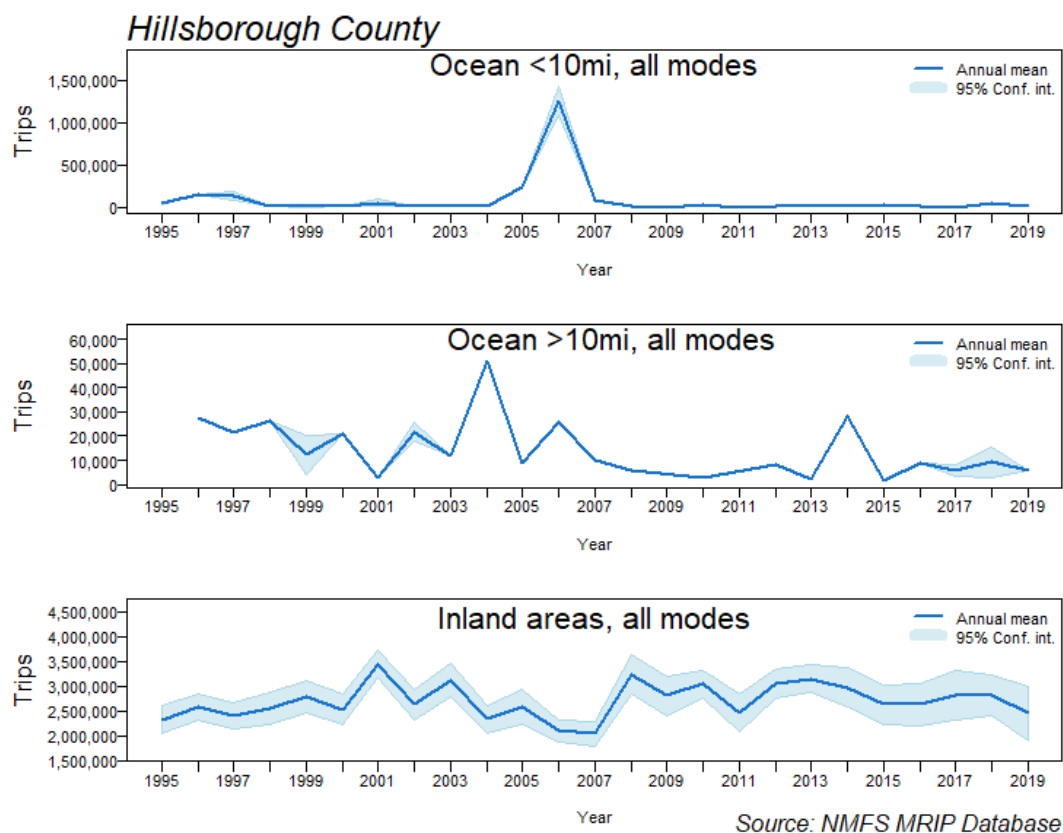 Hillsborough County
Ocean <10mi, all modes
Annual mean
95% Conf. int.
Trips
1,500,000
1,000,000
500,000
0
1995 1997 1999 2001 2003 2005 2007 2009 2011 2013 2015 2017 2019
Year
Ocean >10mi, all modes
Annual mean
95% Conf. int.
Trips
60,000
50,000
40,000
30,000
20,000
10,000
0
1995 1997 1999 2001 2003 2005 2007 2009 2011 2013 2015 2017 2019
Year
Inland areas, all modes
Annual mean
95% Conf. int.
Trips
4,500,000
4,000,000
3,500,000
3,000,000
2,500,000
2,000,000
1,500,000
1995 1997 1999 2001 2003 2005 2007 2009 2011 2013 2015 2017 2019
Year
Source: NMFS MRIP Database